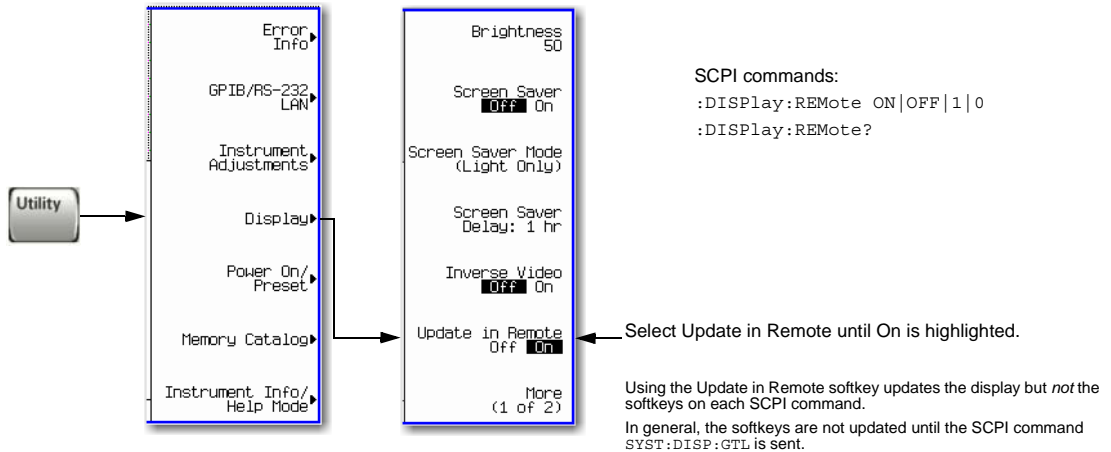 Utility
Error
Info
GPIB/RS-232
LAN
Instrument
Adjustments
Display
Power On/
Preset
Memory Catalog
Instrument Info/
Help Mode
Brightness
50
Screen Saver
Off On
Screen Saver Mode
(Light Only)
Screen Saver
Delay: 1 hr
Inverse Video
Off On
Update in Remote
Off On
More
(1 of 2)
SCPI commands:
:DISPlay:REMote ON|OFF|1|0
:DISPlay:REMote?
Select Update in Remote until On is highlighted.
Using the Update in Remote softkey updates the display but not the
softkeys on each SCPI command.
In general, the softkeys are not updated until the SCPI command
SYST:DISP:GTL is sent.